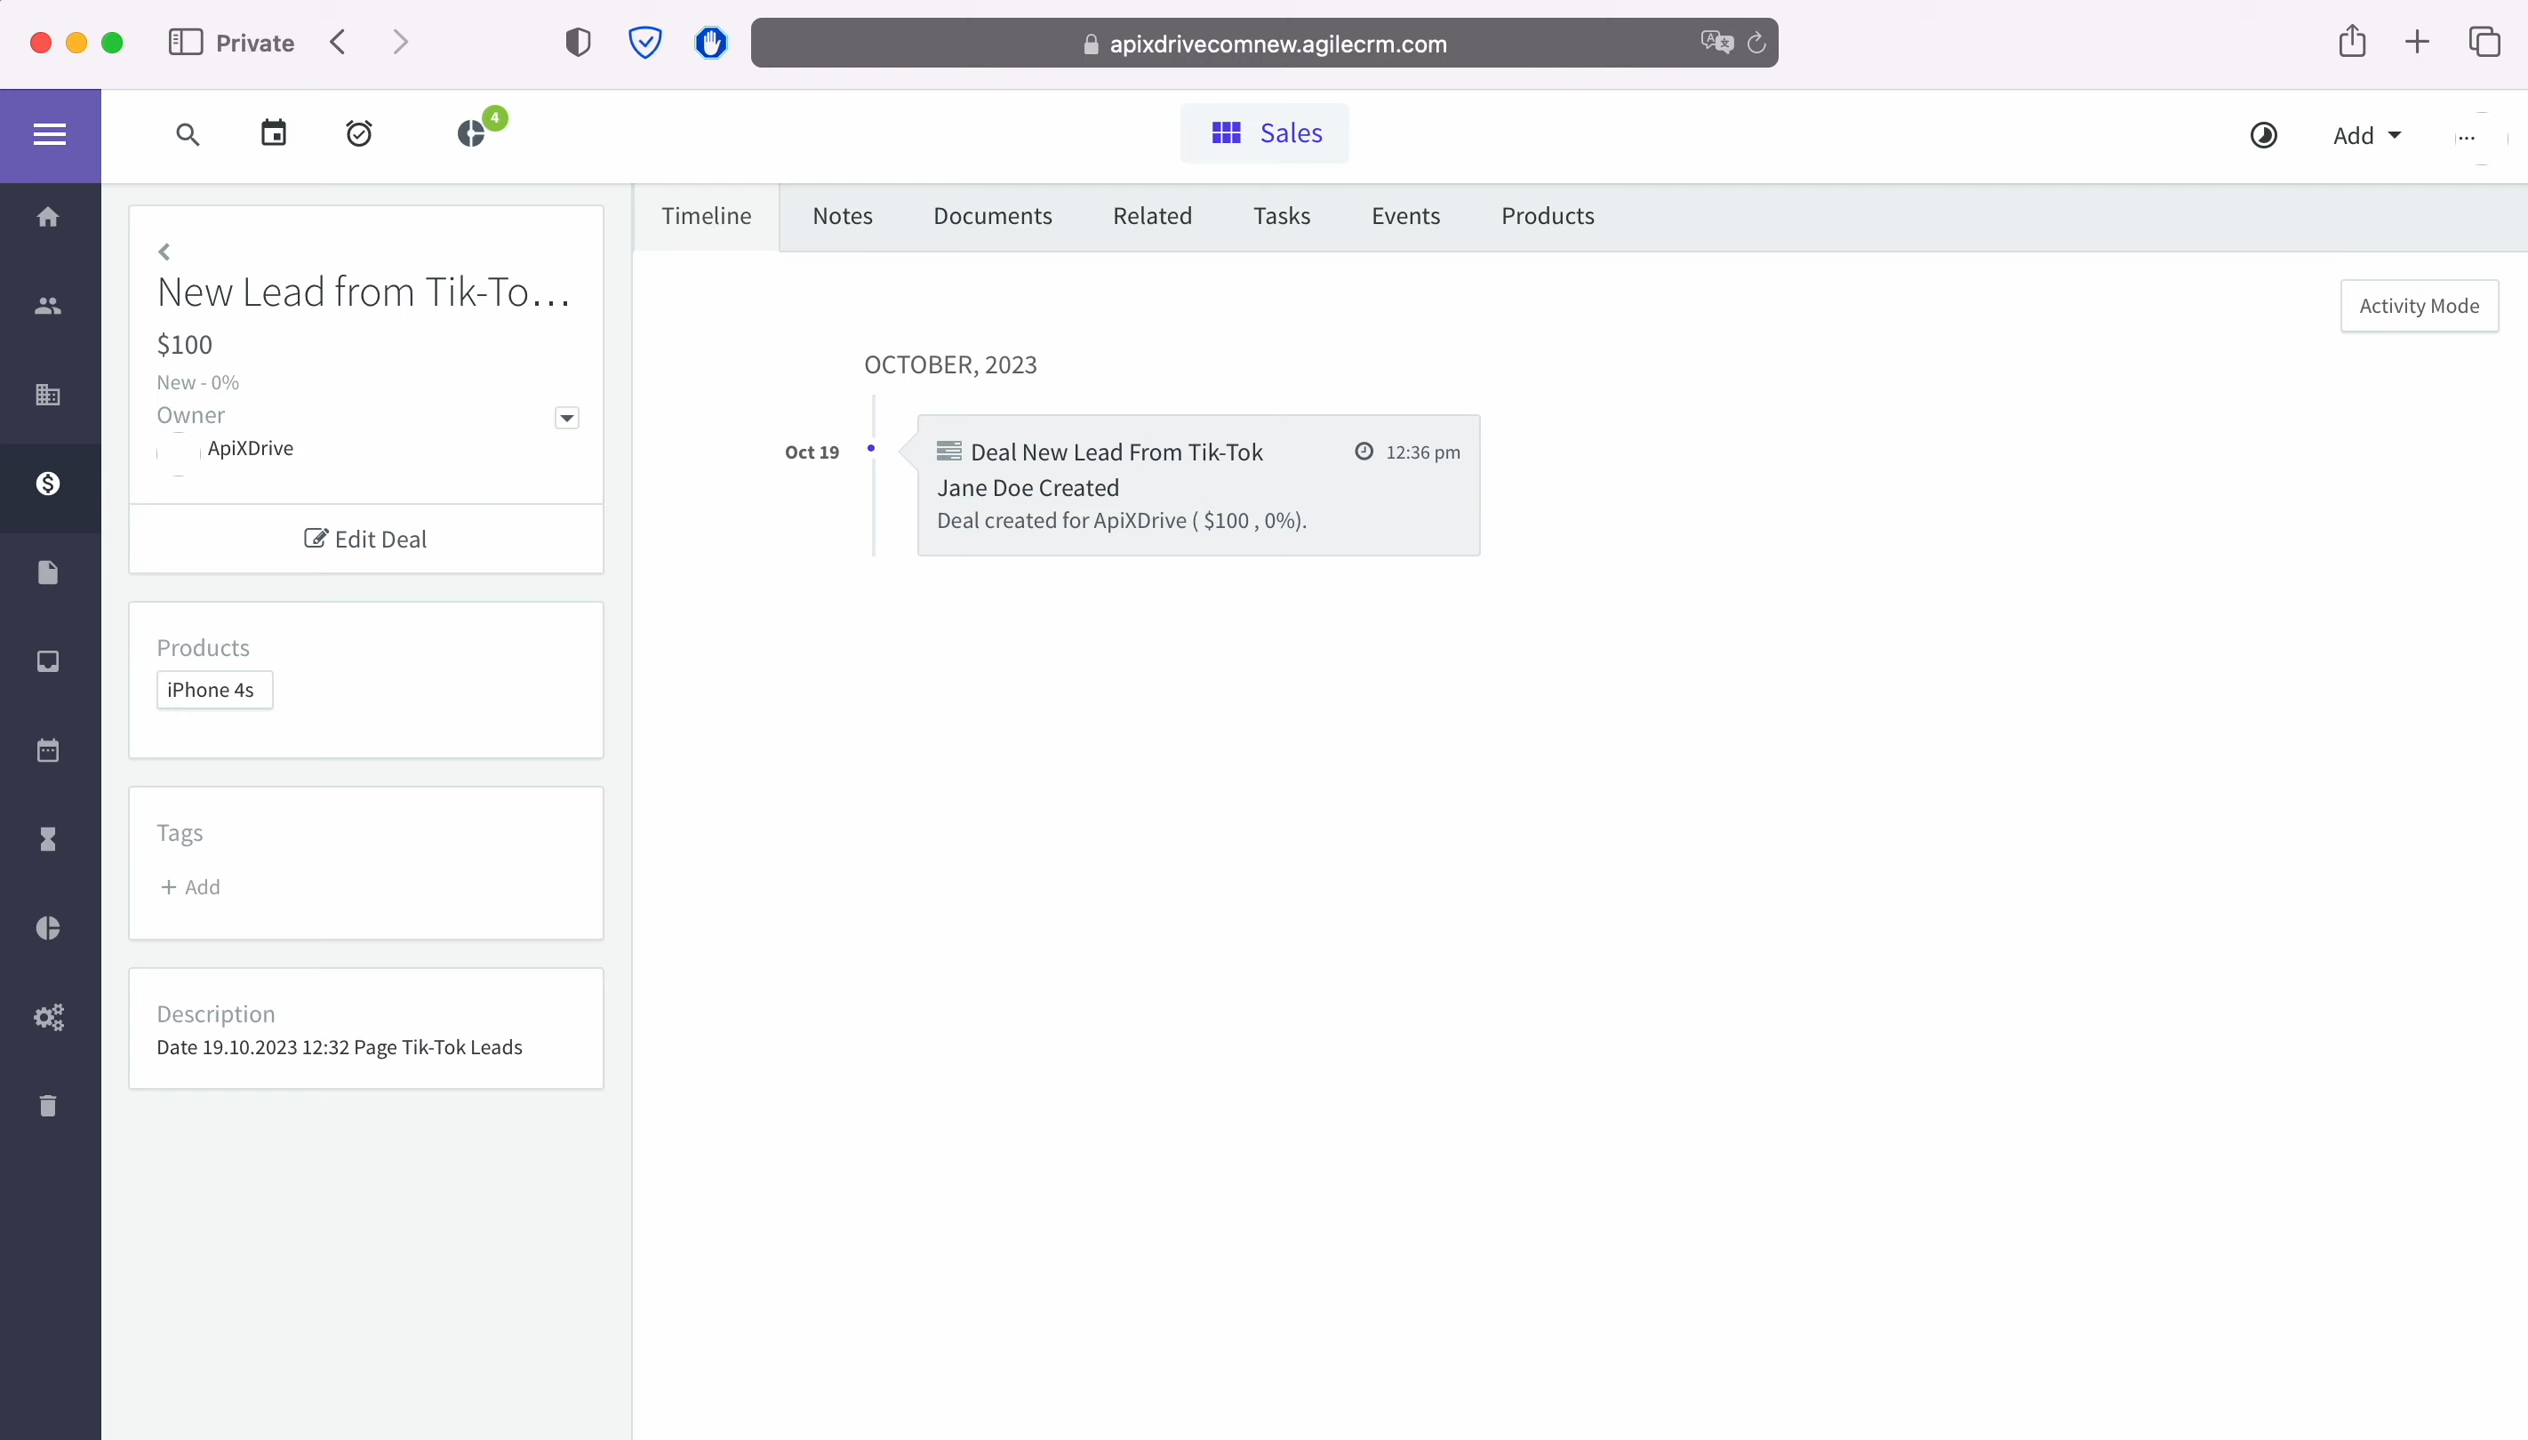 Private
apixdrivecomnew.agilecrm.com
4
Sales
Add
New Lead from Tik-To...
$100
New - 0%
Owner
ApiXDrive
Edit Deal
Products
iPhone 4s
Tags
+ Add
Description
Date 19.10.2023 12:32 Page Tik-Tok Leads
Timeline
Notes
Documents
Related
Tasks
Events
Products
Activity Mode
OCTOBER, 2023
Oct 19
Deal New Lead From Tik-Tok
12:36 pm
Jane Doe Created
Deal created for ApiXDrive ( $100 , 0%).